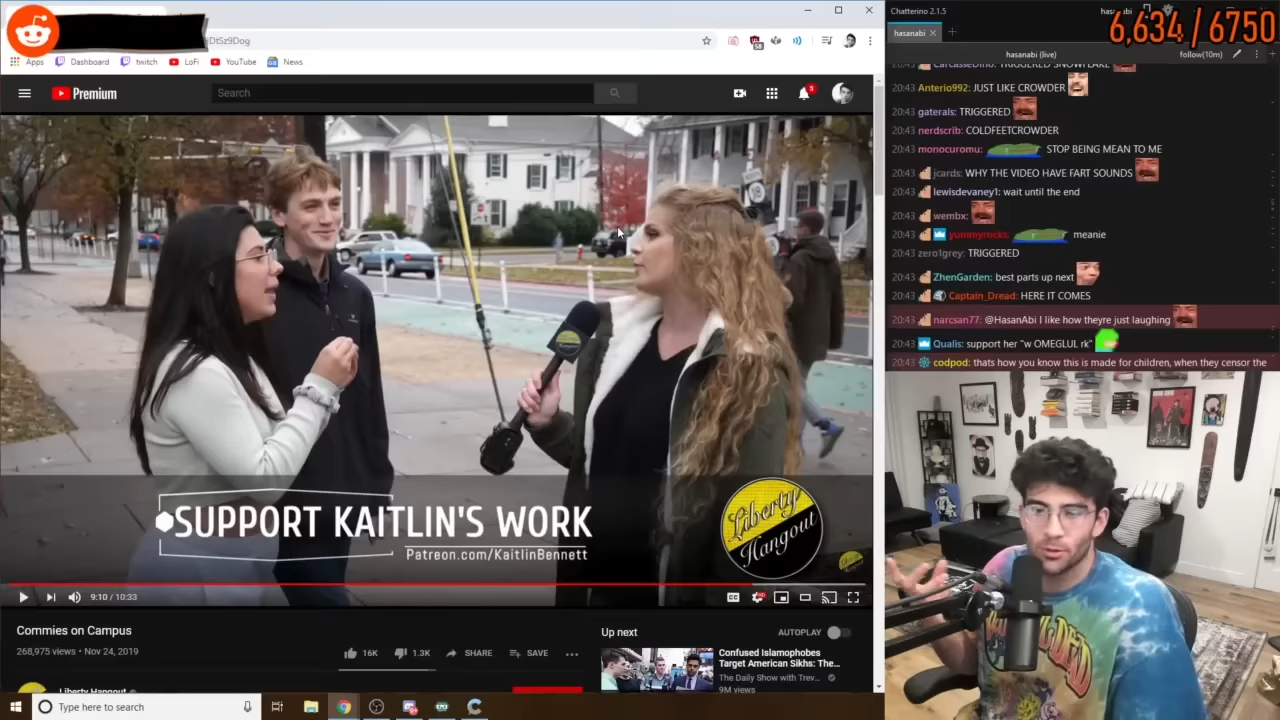 DtSz9Dog
Apps
Dashboard
twitch
LoFi
YouTube
News
Premium
Search
SUPPORT KAITLIN'S WORK
Patreon.com/KaitlinBennett
Liberty
Hangout
9:10 / 10:33
Commies on Campus
268,975 views • Nov 24, 2019
16K
1.3K
SHARE
SAVE
Liberty Hangout
Up next
AUTOPLAY
Confused Islamophobes
Target American Sikhs: The...
The Daily Show with Trev...
9M views
Type here to search
Chatterino 2.1.5
6,634 / 6750
hasanabi
hasanabi (live)
follow(10m)
CarcasseDino: TRIGGERED SNOWFLAKE
20:43 Anterio992: JUST LIKE CROWDER
20:43 gaterals: TRIGGERED
20:43 nerdscrib: COLDFEETCROWDER
20:43 monocuromu: STOP BEING MEAN TO ME
20:43 jcards: WHY THE VIDEO HAVE FART SOUNDS
20:43 lewisdevaney1: wait until the end
20:43 wembx:
20:43 yummyrocks: meanie
20:43 zero1grey: TRIGGERED
20:43 ZhenGarden: best parts up next
20:43 Captain_Dread: HERE IT COMES
20:43 narcsan77: @HasanAbi I like how theyre just laughing
20:43 Qualis: support her "w OMEGLUL rk"
20:43 codpod: thats how you know this is made for children, when they censor the